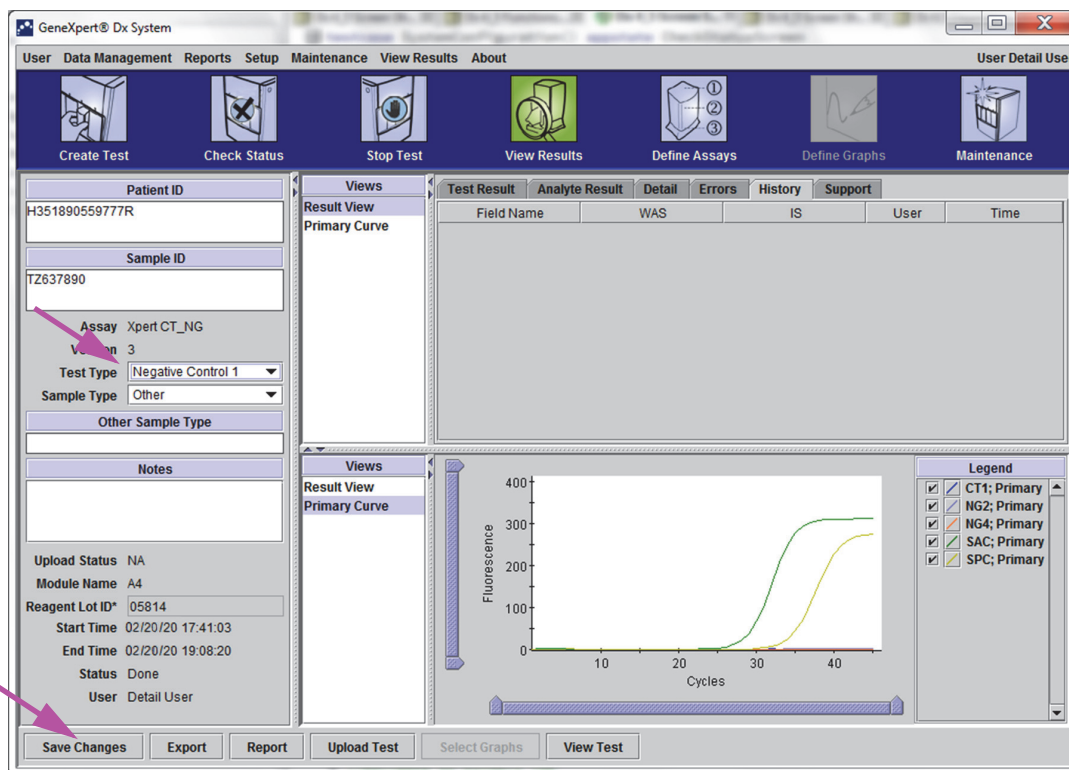 GeneXpert® Dx System
User Data Management Reports Setup Maintenance View Results About User Detail Use
Create Test Check Status Stop Test View Results Define Assays Define Graphs Maintenance
Patient ID
H351890559777R
Sample ID
TZ637890
Assay Xpert CT_NG
3
Test Type Negative Control 1
Sample Type Other
Other Sample Type
Notes
Upload Status NA
Module Name A4
Reagent Lot ID* 05814
Start Time 02/20/20 17:41:03
End Time 02/20/20 19:08:20
Status Done
User Detail User
Views
Result View
Primary Curve
Test Result Analyte Result Detail Errors History Support
Field Name WAS IS User Time
Views
Result View
Primary Curve
400
300
200
100
0
Fluorescence
10 20 30 40
Cycles
Legend
CT1; Primary
NG2; Primary
NG4; Primary
SAC; Primary
SPC; Primary
Save Changes Export Report Upload Test Select Graphs View Test